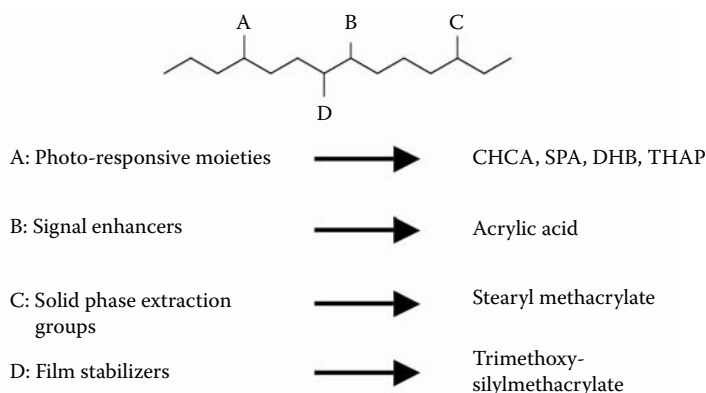 A
B
C
D
A: Photo-responsive moieties
CHCA, SPA, DHB, THAP
B: Signal enhancers
Acrylic acid
C: Solid phase extraction
groups
Stearyl methacrylate
D: Film stabilizers
Trimethoxy-
silylmethacrylate